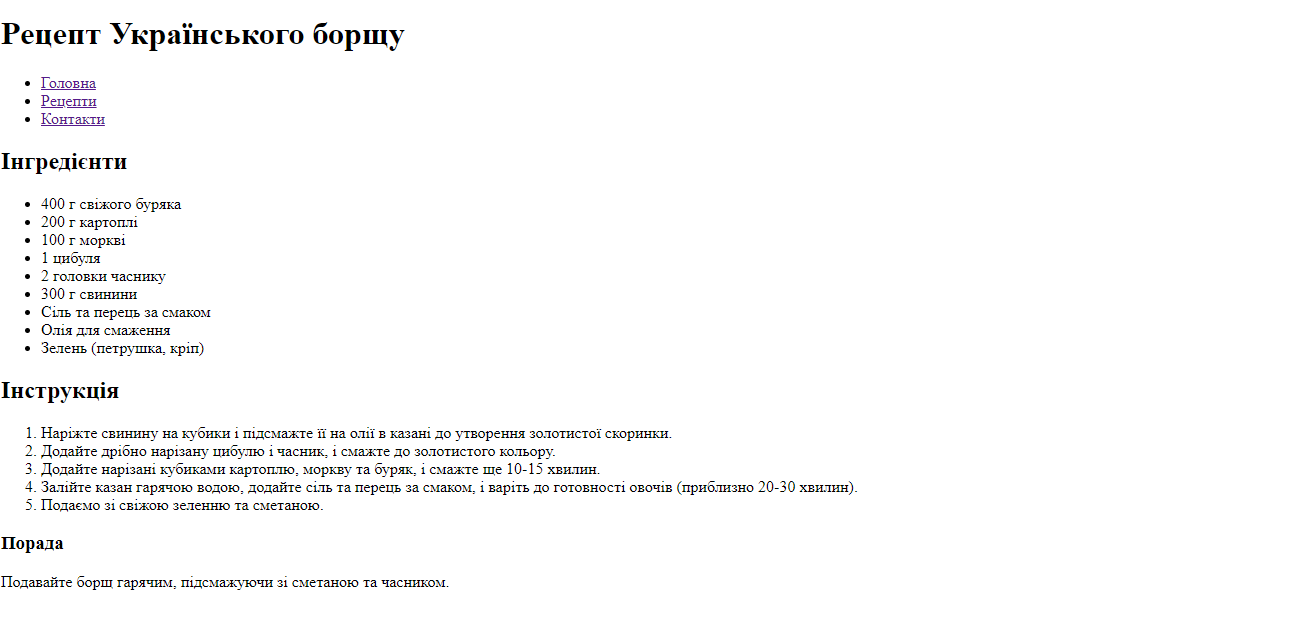 Рецепт Українського борщу
Головна
Рецепти
Контакти
Інгредієнти
400 г свіжого буряка
200 г картоплі
100 г моркві
1 цибуля
2 головки часнику
300 г свинини
Сіль та перець за смаком
Олія для смаження
Зелень (петрушка, кріп)
Інструкція
1. Наріжте свинину на кубики і підсмажте її на олії в казані до утворення золотистої скоринки.
2. Додайте дрібно нарізану цибулю і часник, і смажте до золотистого кольору.
3. Додайте нарізані кубиками картоплю, моркву та буряк, і смажте ще 10-15 хвилин.
4. Залійте казан гарячою водою, додайте сіль та перець за смаком, і варіть до готовності овочів (приблизно 20-30 хвилин).
5. Подаємо зі свіжою зеленню та сметаною.
Порада
Подавайте борщ гарячим, підсмажуючи зі сметаною та часником.